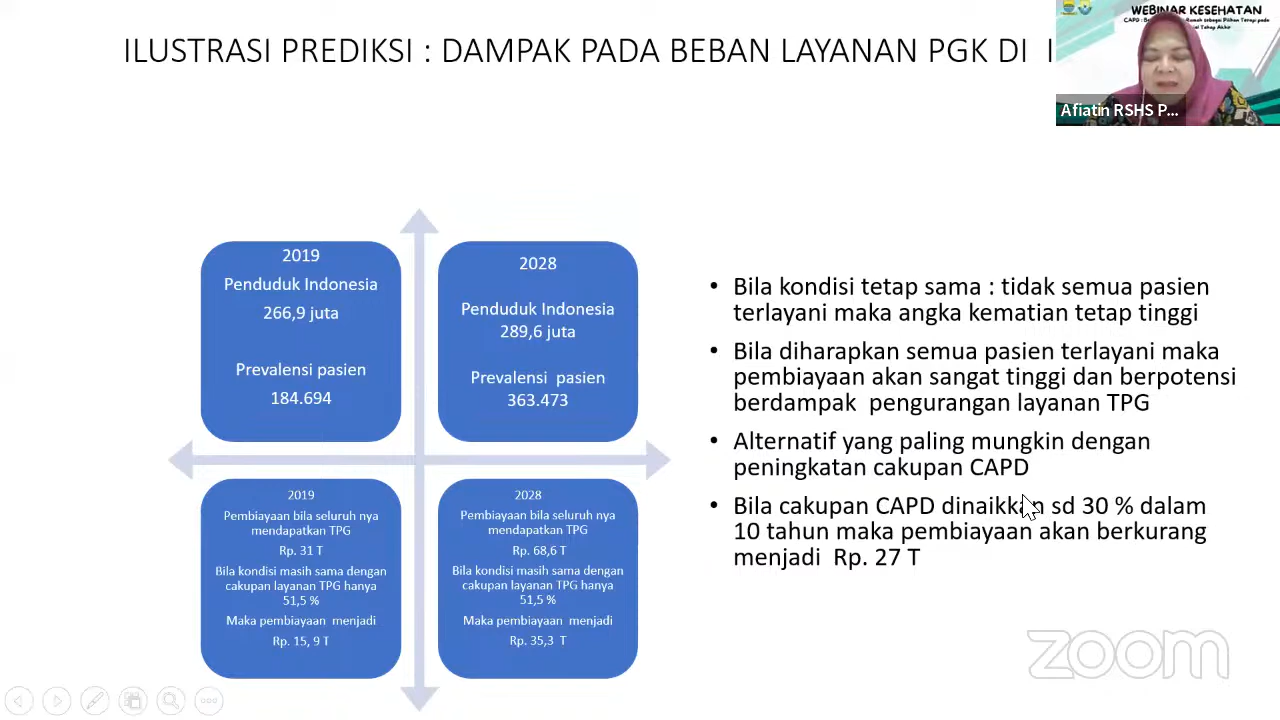 ILUSTRASI PREDIKSI : DAMPAK PADA BEBAN LAYANAN PGK DI
WEBINAR KESEHATAN
Afiatin RSHS P...
2019
Penduduk Indonesia
266,9 juta
Prevalensi pasien
184.694
2028
Penduduk Indonesia
289,6 juta
Prevalensi pasien
363.473
2019
Pembiayaan bila seluruh nya
mendapatkan TPG
Rp. 31 T
Bila kondisi masih sama dengan
cakupan layanan TPG hanya
51,5 %
Maka pembiayaan menjadi
Rp. 15, 9 T
2028
Pembiayaan bila seluruh nya
mendapatkan TPG
Rp. 68,6 T
Bila kondisi masih sama dengan
cakupan layanan TPG hanya
51,5 %
Maka pembiayaan menjadi
Rp. 35,3 T
• Bila kondisi tetap sama : tidak semua pasien
terlayani maka angka kematian tetap tinggi
• Bila diharapkan semua pasien terlayani maka
pembiayaan akan sangat tinggi dan berpotensi
berdampak pengurangan layanan TPG
• Alternatif yang paling mungkin dengan
peningkatan cakupan CAPD
• Bila cakupan CAPD dinaikkan sd 30 % dalam
10 tahun maka pembiayaan akan berkurang
menjadi Rp. 27 T
zoom